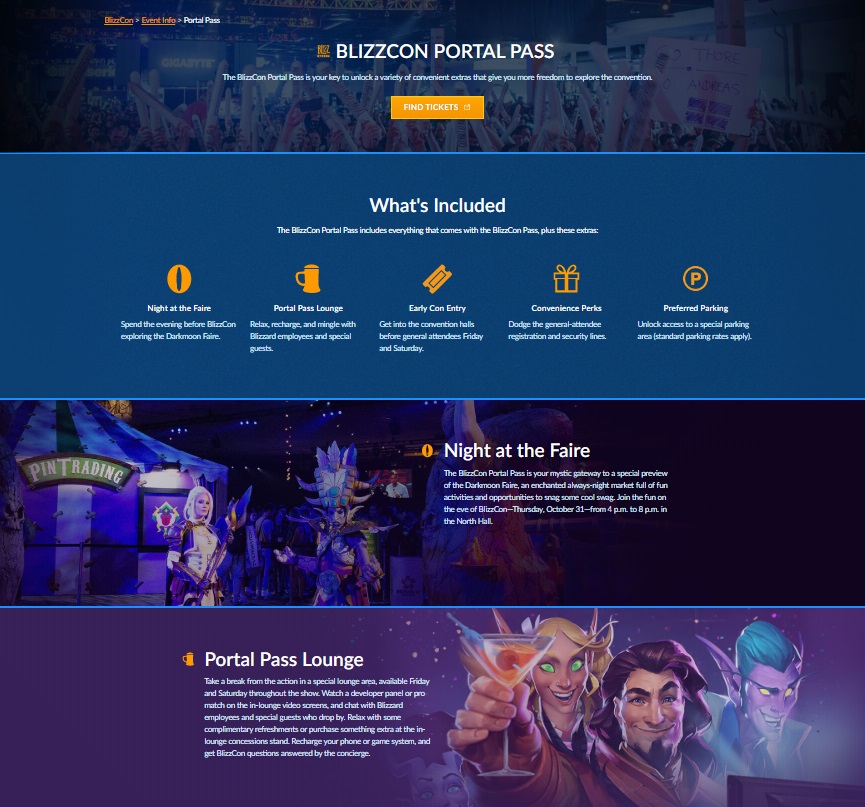 BlizzCon > Event Info > Portal Pass
BLIZZCON PORTAL PASS
The BlizzCon Portal Pass is your key to unlock a variety of convenient extras that give you more freedom to explore the convention.
FIND TICKETS
GIGABYTE
THORE
ANDREAS
What's Included
The BlizzCon Portal Pass includes everything that comes with the BlizzCon Pass, plus these extras:
Night at the Faire
Spend the evening before BlizzCon
exploring the Darkmoon Faire.
Portal Pass Lounge
Relax, recharge, and mingle with
Blizzard employees and special
guests.
Early Con Entry
Get into the convention halls
before general attendees Friday
and Saturday.
Convenience Perks
Dodge the general-attendee
registration and security lines.
P
Preferred Parking
Unlock access to a special parking
area (standard parking rates apply).
PIN TRADING
Night at the Faire
The BlizzCon Portal Pass is your mystic gateway to a special preview
of the Darkmoon Faire, an enchanted always-night market full of fun
activities and opportunities to snag some cool swag. Join the fun on
the eve of BlizzCon—Thursday, October 31—from 4 p.m. to 8 p.m. in
the North Hall.
Portal Pass Lounge
Take a break from the action in a special lounge area, available Friday
and Saturday throughout the show. Watch a developer panel or pro
match on the in-lounge video screens, and chat with Blizzard
employees and special guests who drop by. Relax with some
complimentary refreshments or purchase something extra at the in-
lounge concessions stand. Recharge your phone or game system, and
get BlizzCon questions answered by the concierge.